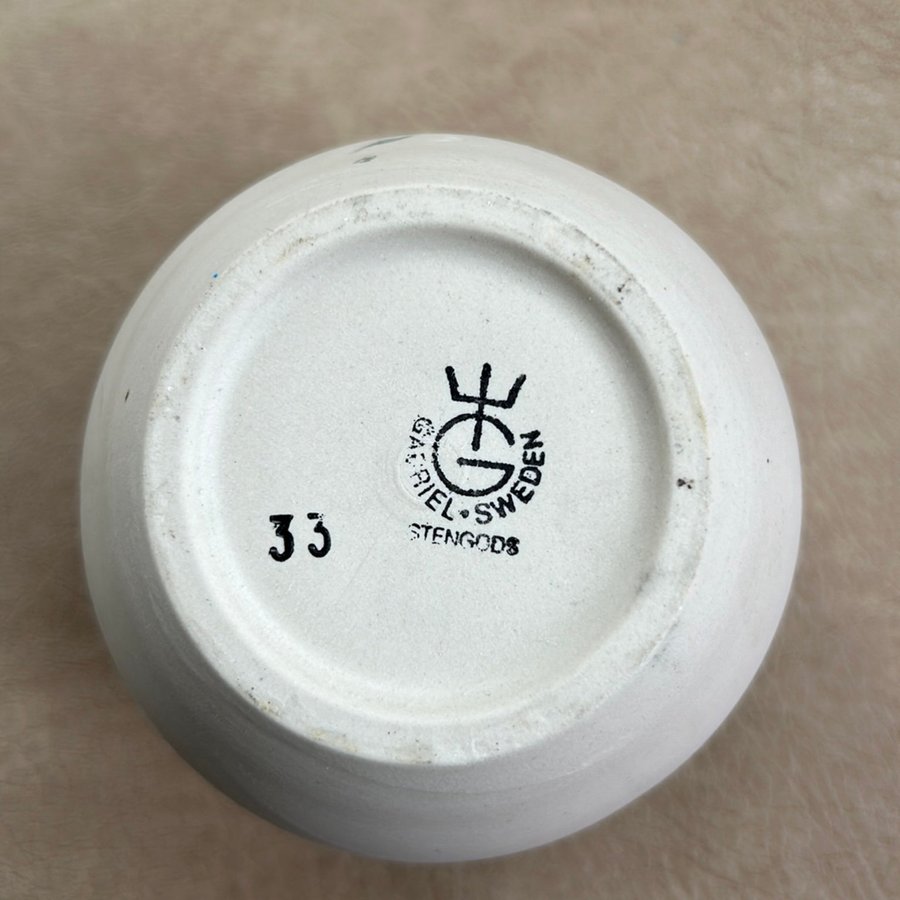 G
GABRIEL • SWEDEN
STENGODS
33